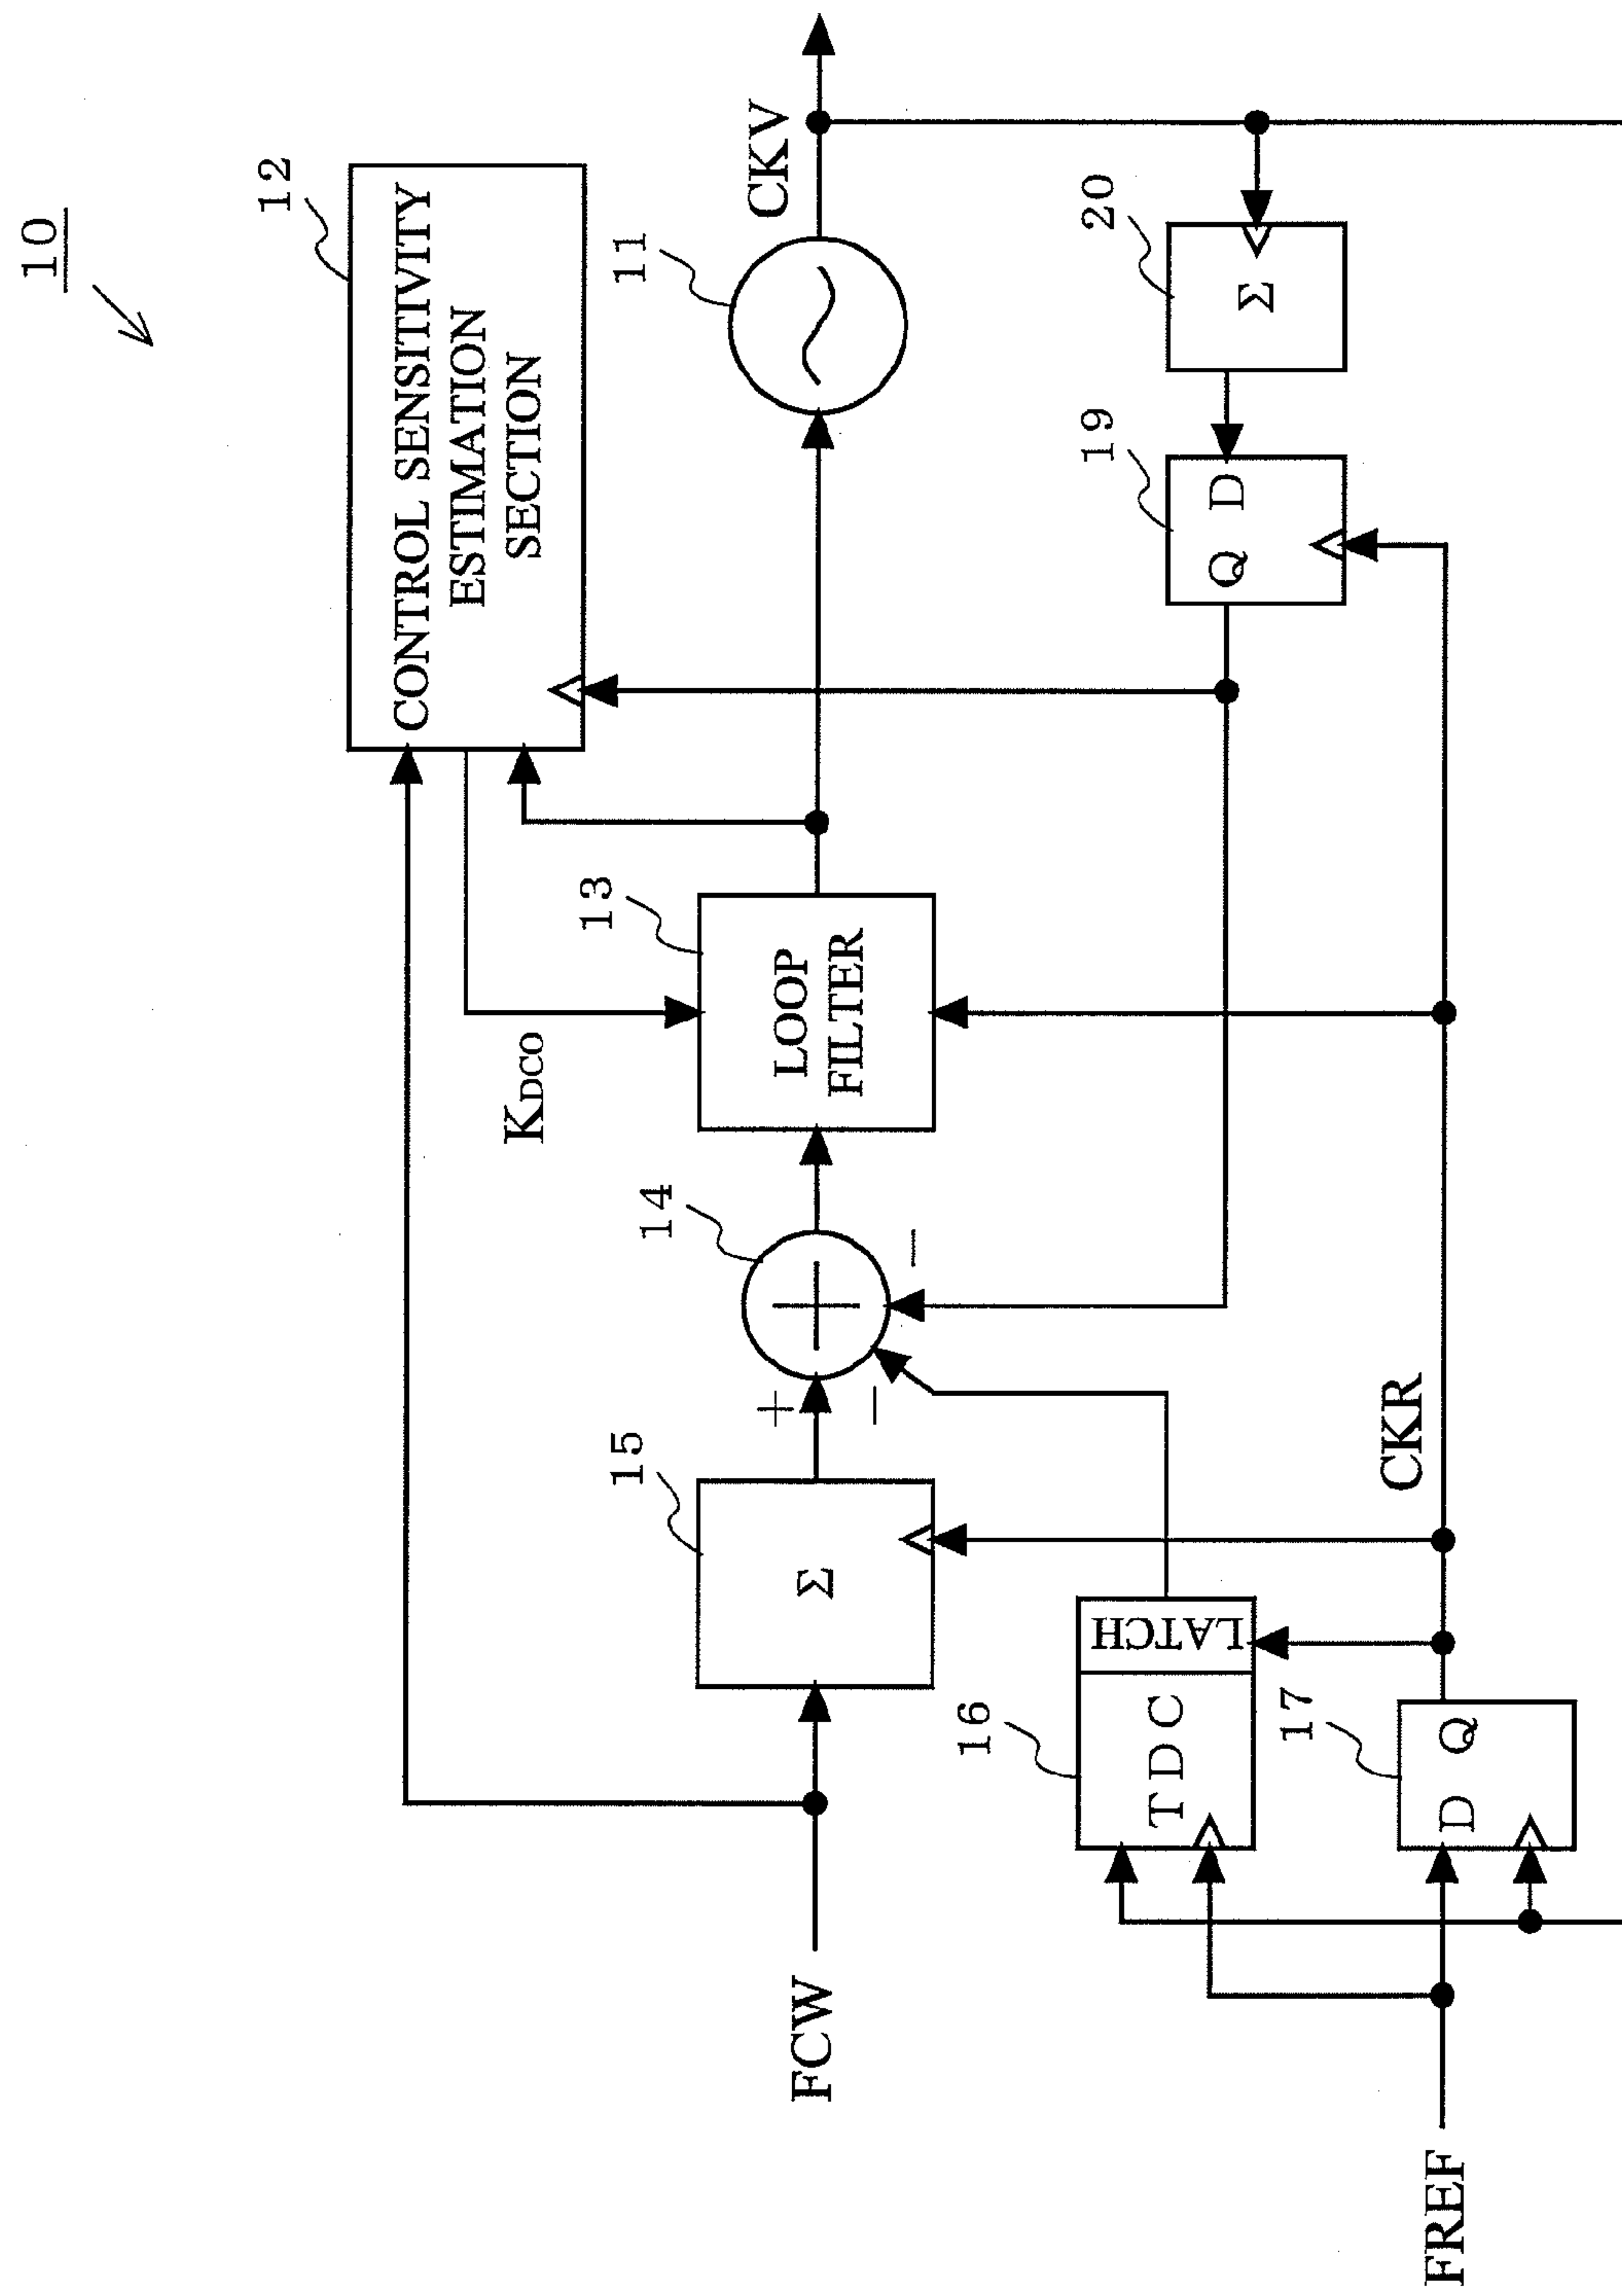 10
12
CONTROL SENSITIVITY
ESTIMATION
SECTION
KDCO
13
LOOP
FILTER
11
CKV
14
+
−
−
15
Σ
FCW
16
TDC
LATCH
17
D Q
FREF
CKR
19
Q D
20
Σ